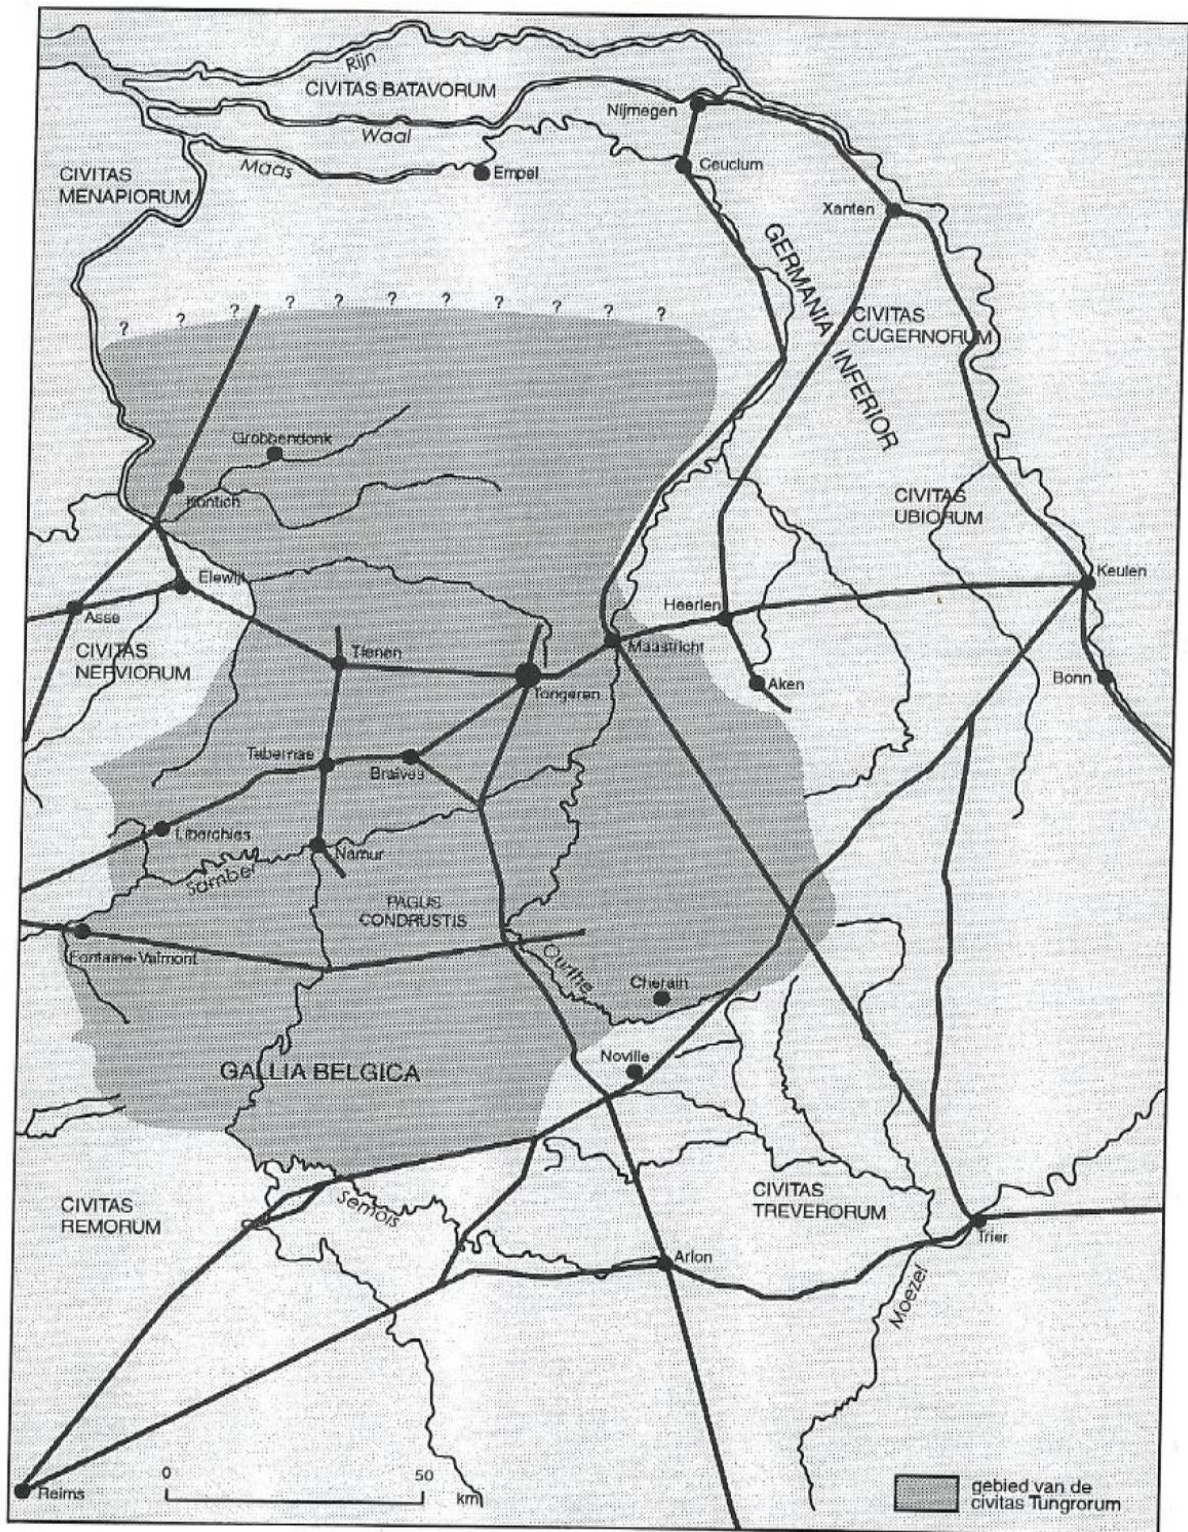 Rijn
CIVITAS BATAVORUM
Nijmegen
Waal
Maas
Empel
Ceuclum
CIVITAS
MENAPIORUM
Xanten
GERMANIA INFERIOR
? ? ? ? ? ? ? ? ? ?
CIVITAS
CUGERNORUM
Grobbendonk
Kontich
CIVITAS
UBIORUM
Elewijt
Keulen
Asse
Heerlen
Maastricht
CIVITAS
NERVIORUM
Tienen
Tongeren
Aken
Bonn
Tabernae
Braives
Liberchies
Namur
Samber
PAGUS
CONDRUSTIS
Fontaine-Valmont
Ourthe
Cherain
Noville
GALLIA BELGICA
CIVITAS
REMORUM
Semois
CIVITAS
TREVERORUM
Trier
Arlon
Moezel
0 50
km
Reims
gebied van de
civitas Tungrorum